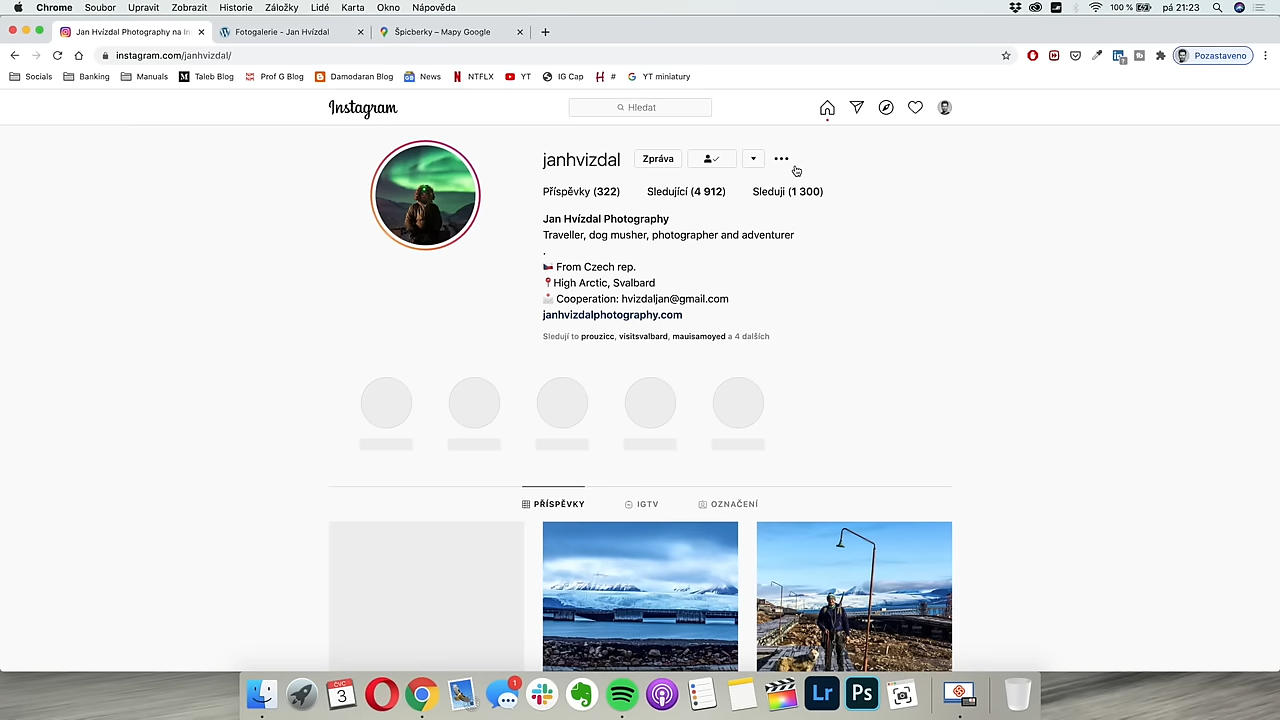 Chrome Soubor Upravit Zobrazit Historie Záložky Lidé Karta Okno Nápověda 100 % pá 21:23
Jan Hvízdal Photography na In Fotogalerie - Jan Hvízdal Špicberky – Mapy Google
instagram.com/janhvizdal/ Pozastaveno
Socials Banking Manuals Taleb Blog Prof G Blog Damodaran Blog News NTFLX YT IG Cap # YT miniatury
Instagram Hledat
janhvizdal Zpráva
Příspěvky (322) Sledující (4 912) Sleduji (1 300)
Jan Hvízdal Photography
Traveller, dog musher, photographer and adventurer
.
From Czech rep.
High Arctic, Svalbard
Cooperation: hvizdaljan@gmail.com
janhvizdalphotography.com
Sledují to prouzicc, visitsvalbard, mauisamoyed a 4 dalších
PŘÍSPĚVKY IGTV OZNAČENÍ
ČVC
3
1
Lr
Ps